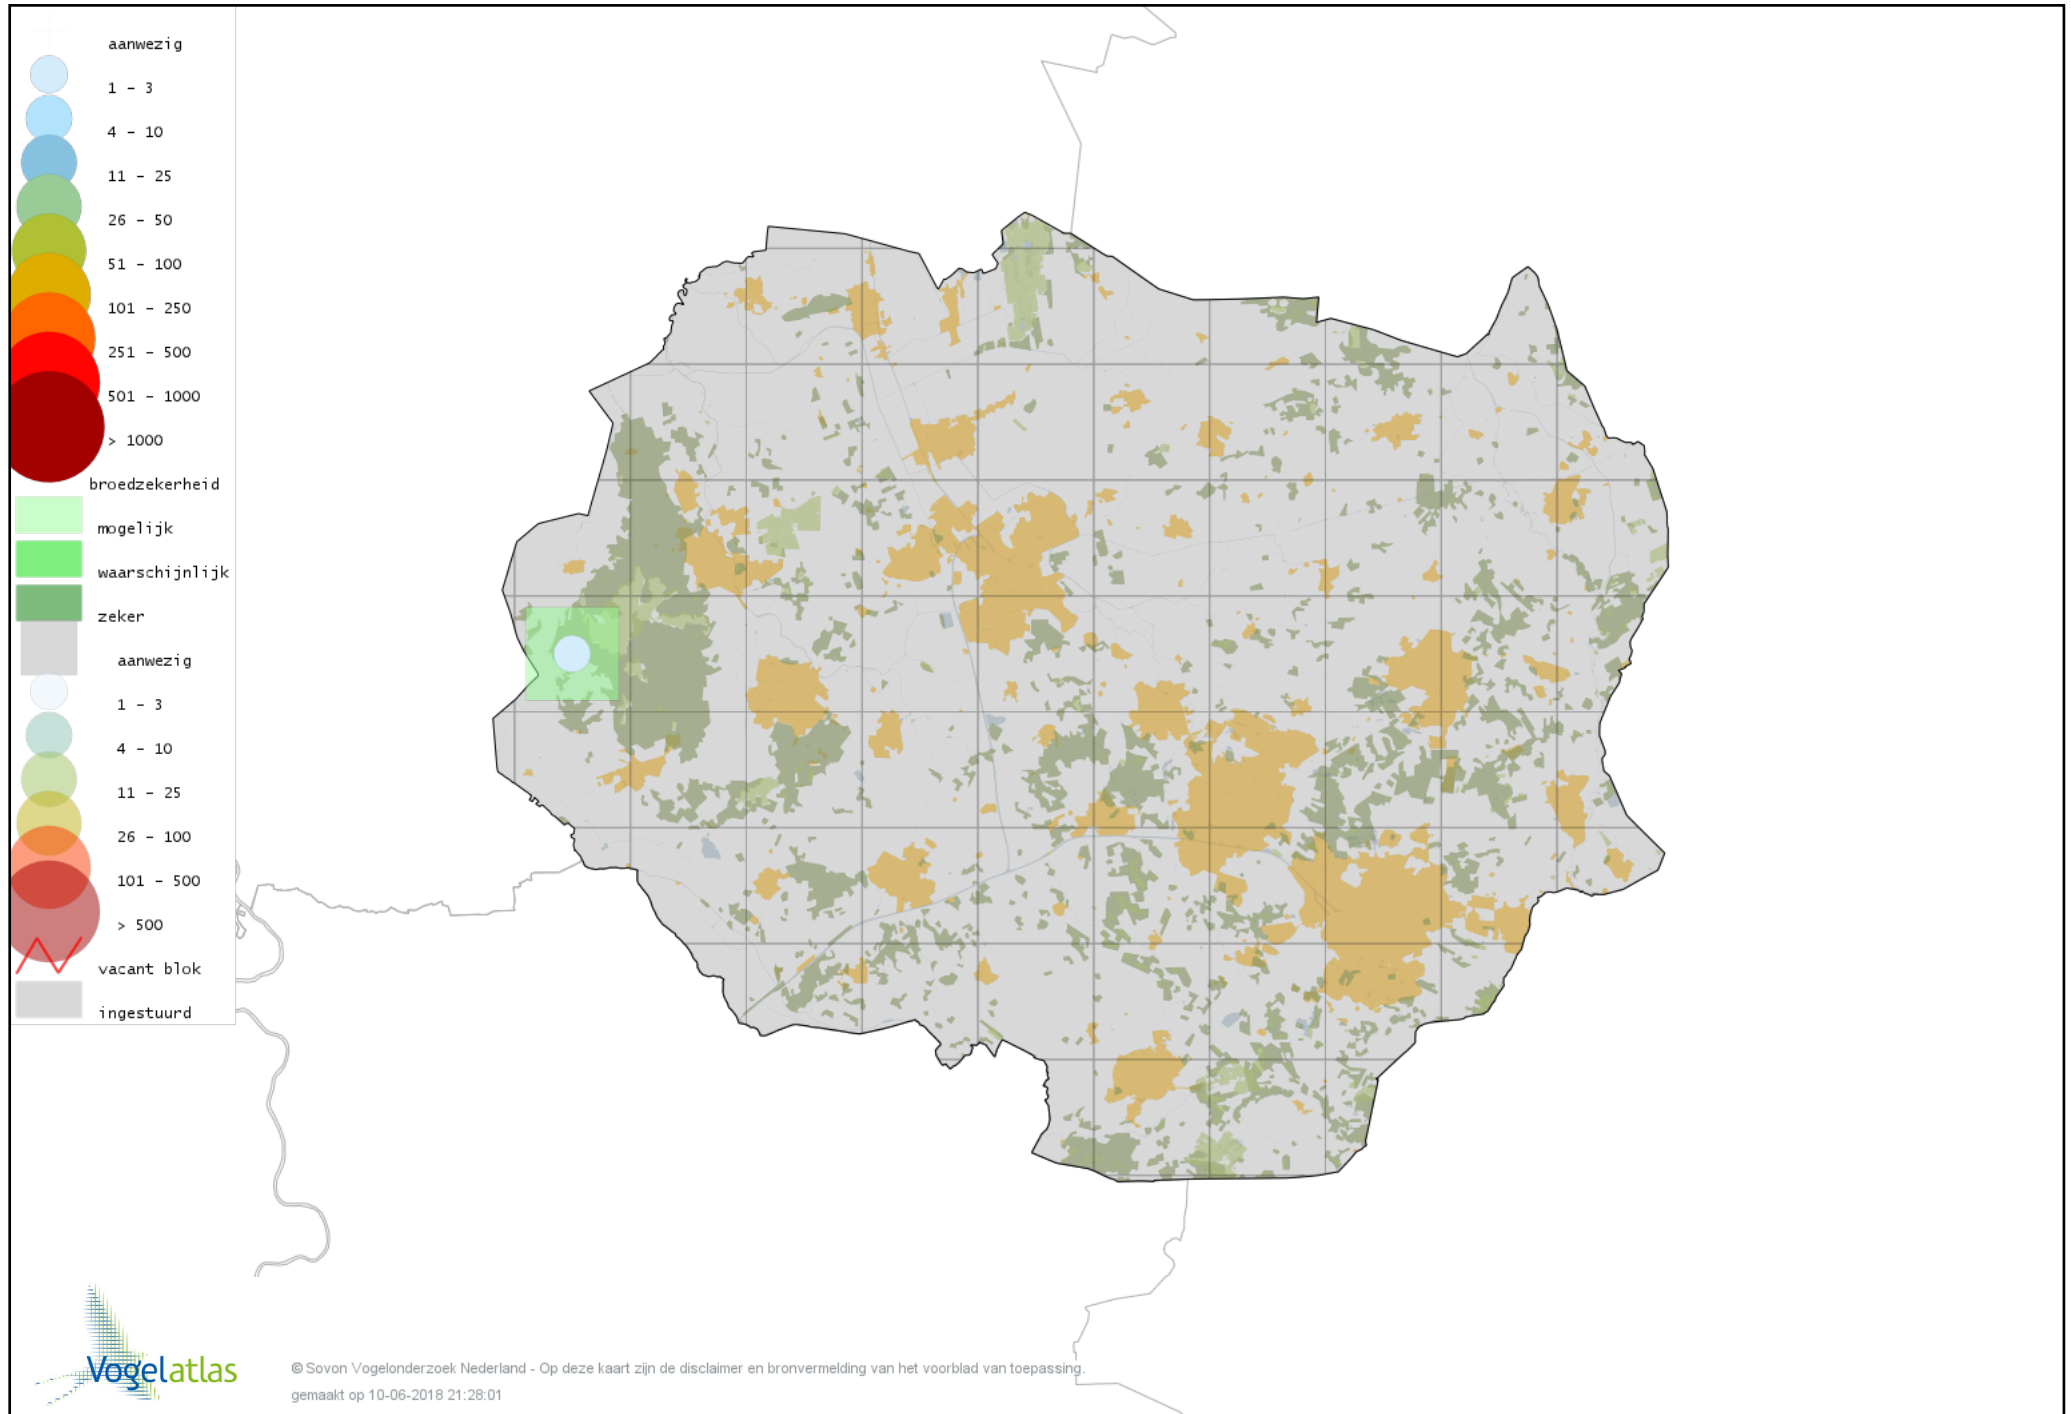 aanwezig
1 - 3
4 - 10
11 - 25
26 - 50
51 - 100
101 - 250
251 - 500
501 - 1000
> 1000
broedzekerheid
mogelijk
waarschijnlijk
zeker
aanwezig
1 - 3
4 - 10
11 - 25
26 - 100
101 - 500
> 500
vacant blok
ingestuurd
Vogelatlas
© Sovon Vogelonderzoek Nederland - Op deze kaart zijn de disclaimer en bronvermelding van het voorblad van toepassing.
gemaakt op 10-06-2018 21:28:01